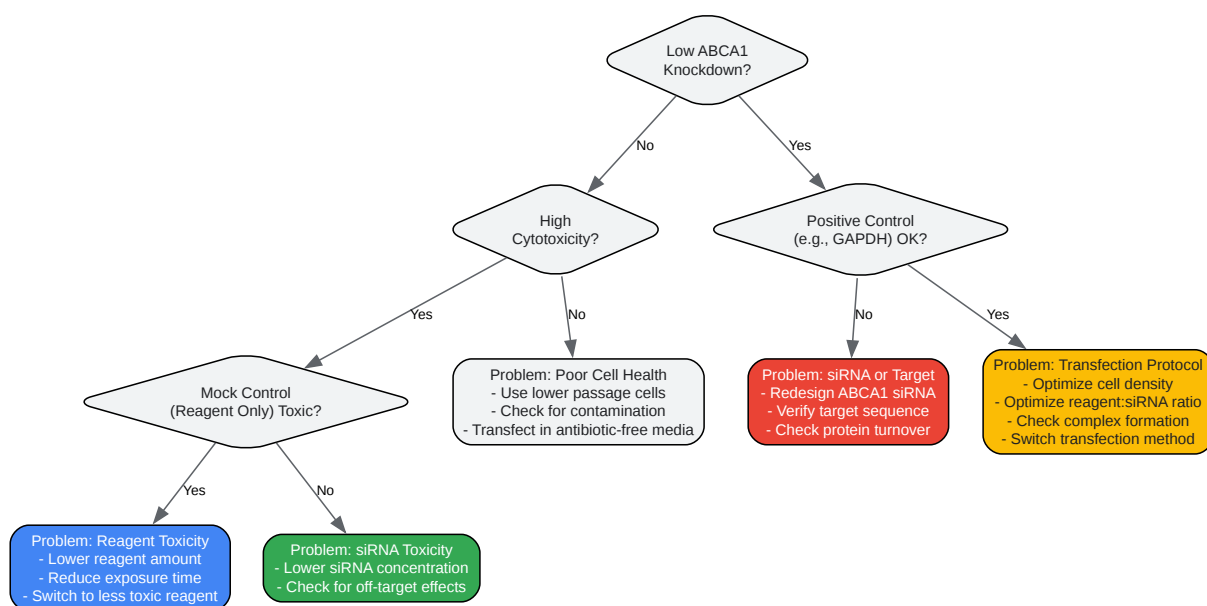 Low ABCA1
Knockdown?
No
Yes
High
Cytotoxicity?
Positive Control
(e.g., GAPDH) OK?
Yes
No
No
Yes
Mock Control
(Reagent Only) Toxic?
Problem: Poor Cell Health
- Use lower passage cells
- Check for contamination
- Transfect in antibiotic-free media
Problem: siRNA or Target
- Redesign ABCA1 siRNA
- Verify target sequence
- Check protein turnover
Problem: Transfection Protocol
- Optimize cell density
- Optimize reagent:siRNA ratio
- Check complex formation
- Switch transfection method
Yes
No
Problem: Reagent Toxicity
- Lower reagent amount
- Reduce exposure time
- Switch to less toxic reagent
Problem: siRNA Toxicity
- Lower siRNA concentration
- Check for off-target effects